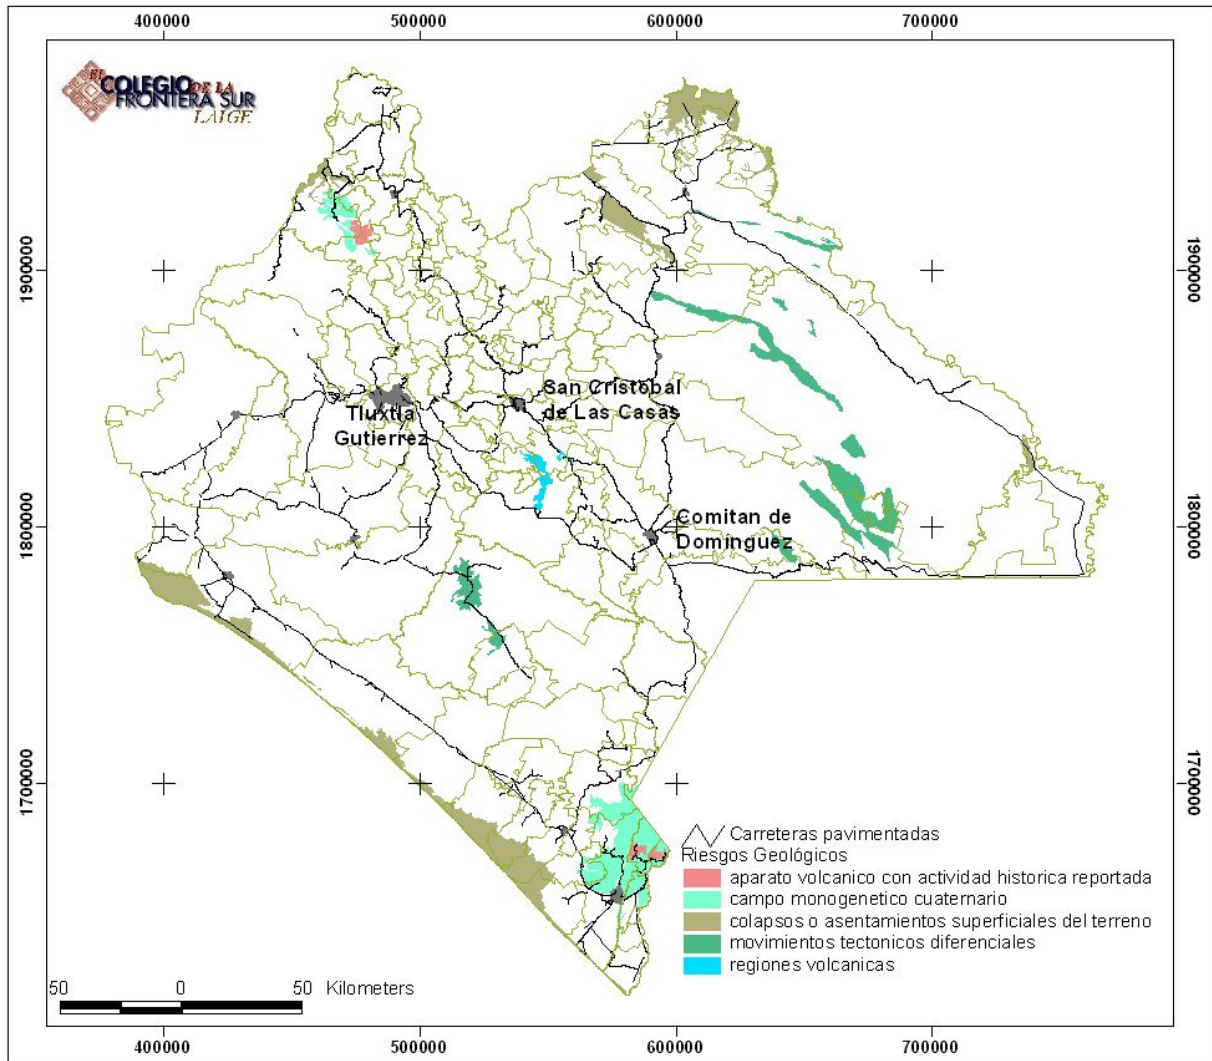 400000 500000 600000 700000
EL
COLEGIO DE LA
FRONTERA SUR
LAIGE
1900000 1900000
San Cristobal
de Las Casas
Tluxtla
Gutierrez
Comitan de
Dominguez
1800000 1800000
1700000 1700000
Carreteras pavimentadas
Riesgos Geológicos
aparato volcanico con actividad historica reportada
campo monogenetico cuaternario
colapsos o asentamientos superficiales del terreno
movimientos tectonicos diferenciales
regiones volcanicas
50 0 50 Kilometers
400000 500000 600000 700000